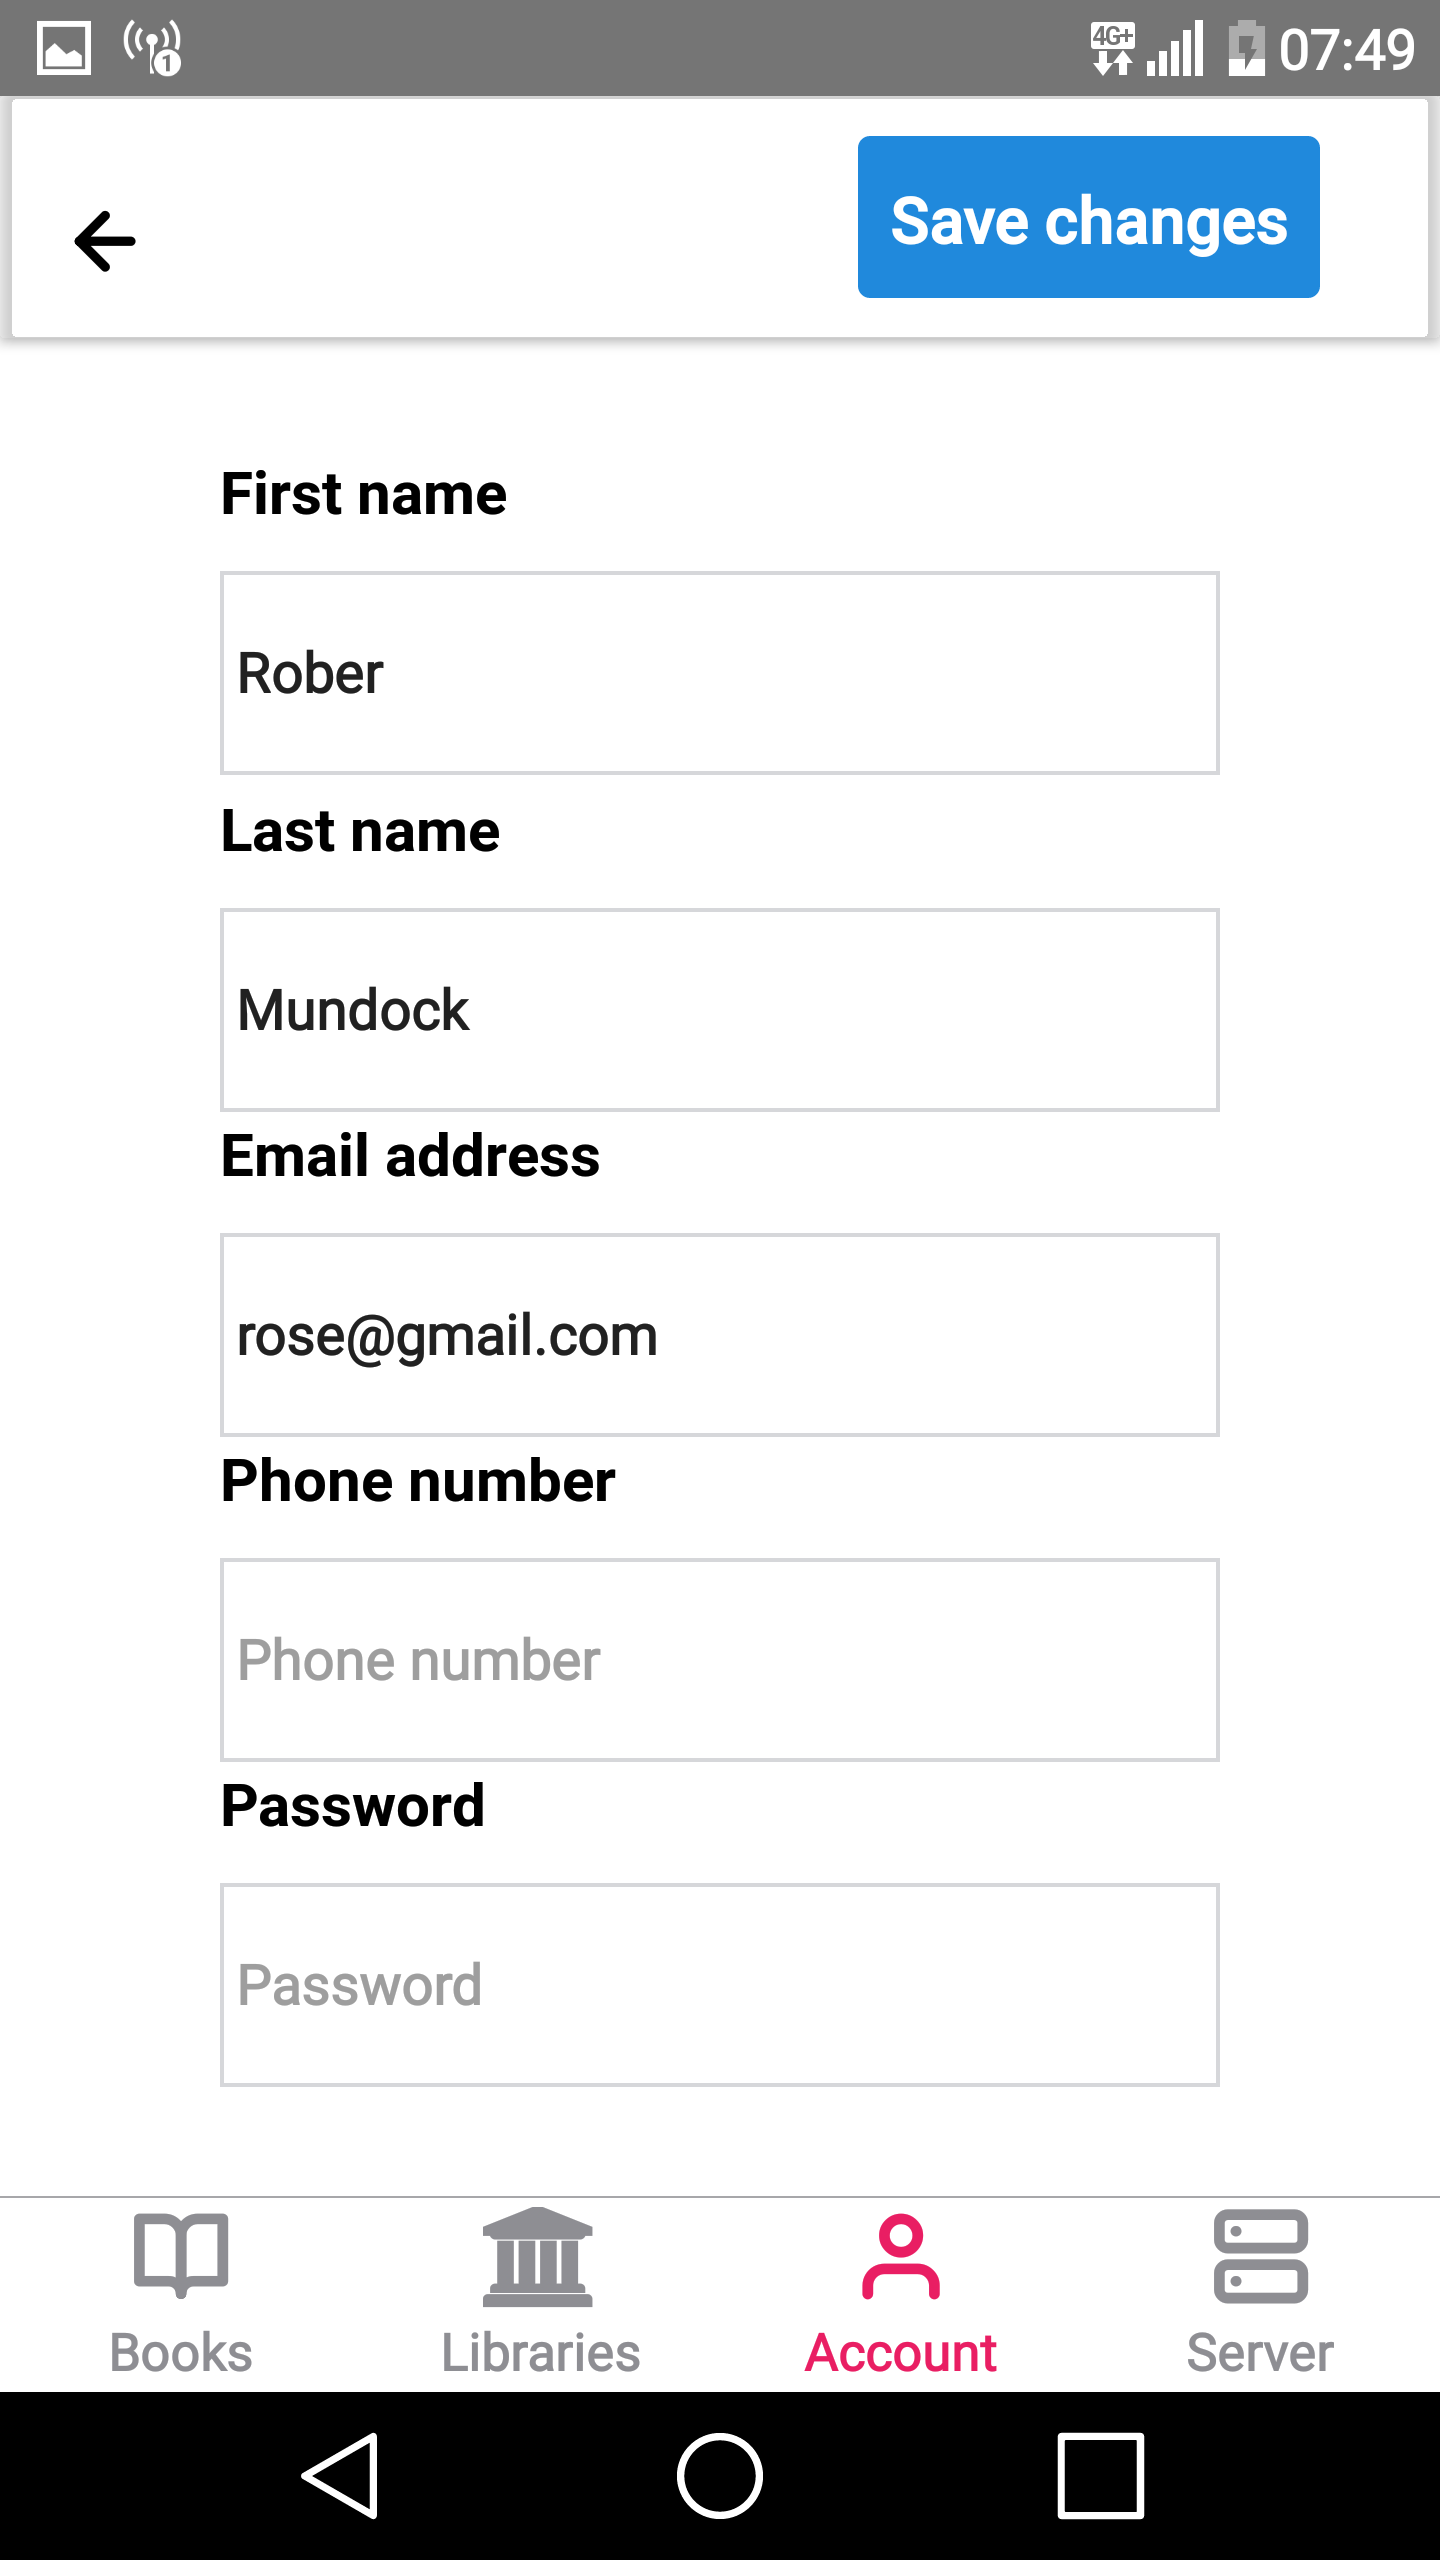 4G+ 07:49
1
Save changes
First name
Rober
Last name
Mundock
Email address
rose@gmail.com
Phone number
Phone number
Password
Password
Books Libraries Account Server